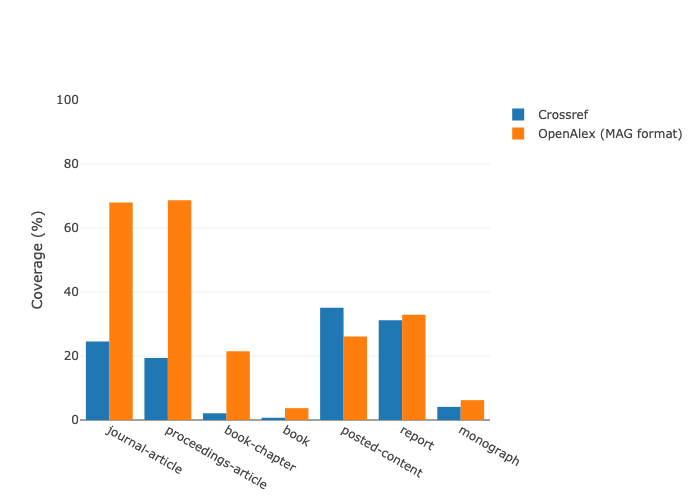 100
80
60
40
20
0
Coverage (%)
journal-article
proceedings-article
book-chapter
book
posted-content
report
monograph
Crossref
OpenAlex (MAG format)